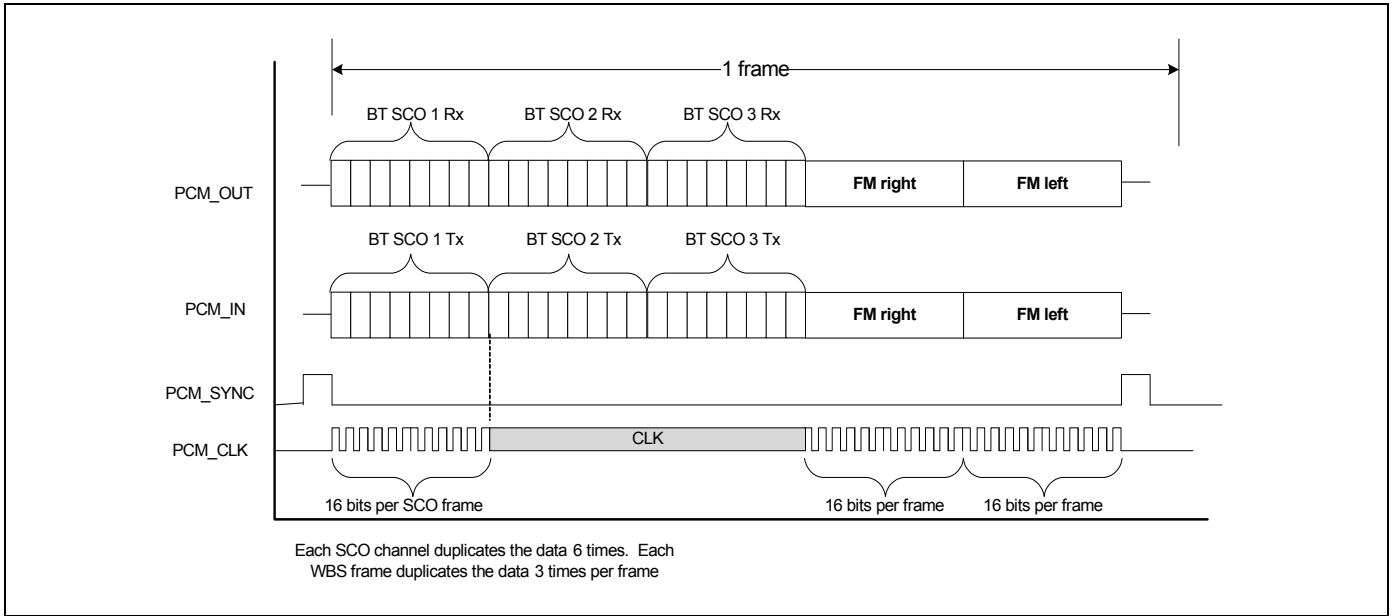 1 frame
BT SCO 1 Rx BT SCO 2 Rx BT SCO 3 Rx
PCM_OUT FM right FM left
BT SCO 1 Tx BT SCO 2 Tx BT SCO 3 Tx
PCM_IN FM right FM left
PCM_SYNC
PCM_CLK CLK
16 bits per SCO frame 16 bits per frame 16 bits per frame
Each SCO channel duplicates the data 6 times. Each
WBS frame duplicates the data 3 times per frame